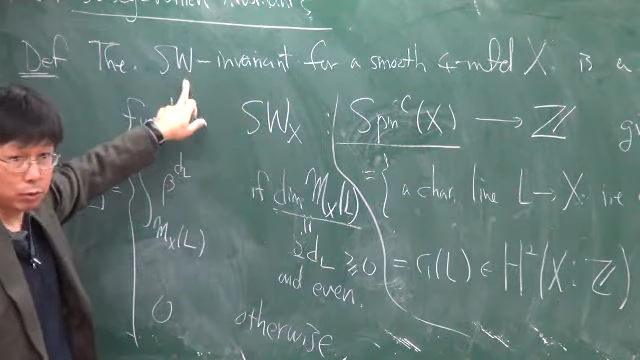 Def The SW-invariant for a smooth 4-mfd X is a
SW_X : Spin^C(X) → ℤ
β^{d_L} if dim M_X(L) = { a char. line L → X i.e
∫_{M_X(L)} 2d_L ≥ 0 = c_1(L) ∈ H^2(X : ℤ)
and even.
0 otherwise.